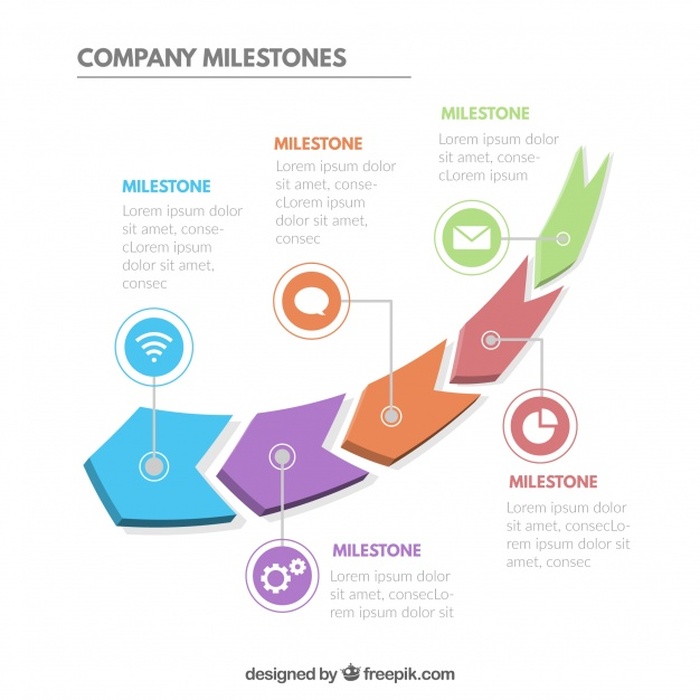 COMPANY MILESTONES
MILESTONE
Lorem ipsum dolor
sit amet, conse-
cLorem ipsum
dolor sit amet,
consec
MILESTONE
Lorem ipsum dolor
sit amet, conse-
cLorem ipsum
dolor sit amet,
consec
MILESTONE
Lorem ipsum dolor
sit amet, conse-
cLorem ipsum
MILESTONE
Lorem ipsum dolor
sit amet, consecLo-
rem ipsum dolor sit
amet, consec
MILESTONE
Lorem ipsum dolor
sit amet, consecLo-
rem ipsum dolor sit
designed by freepik.com